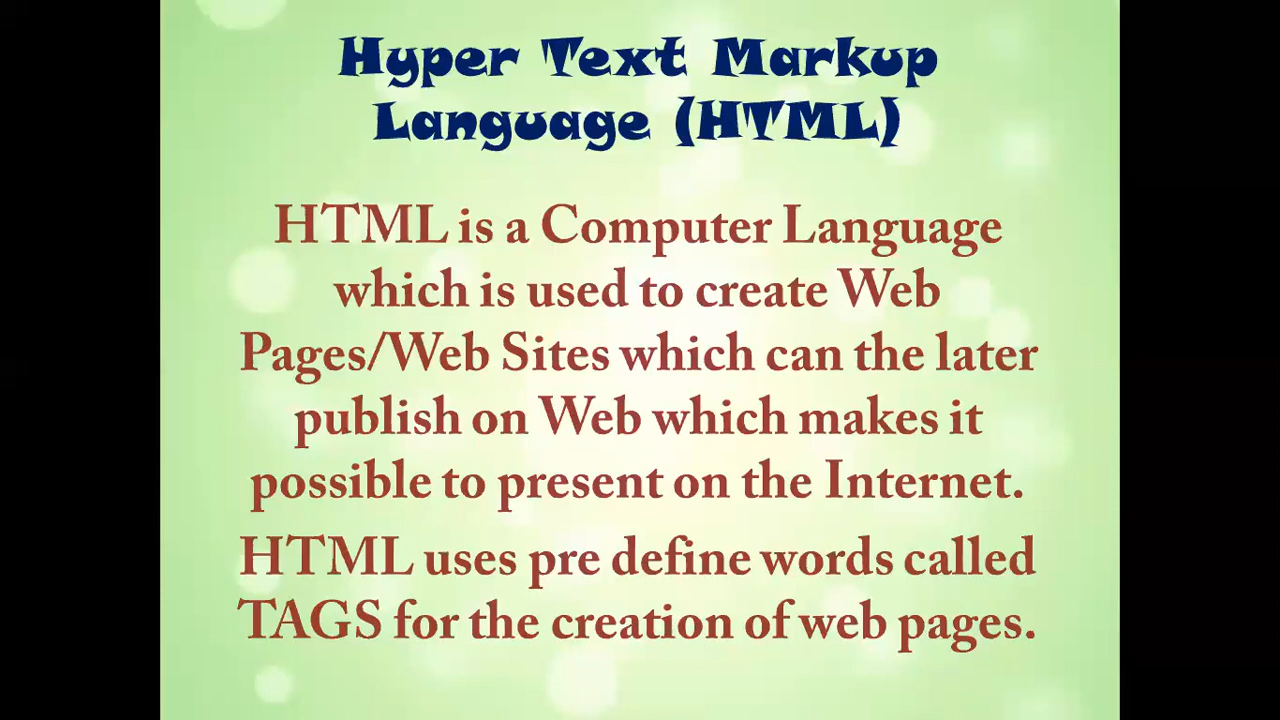 Hyper Text Markup
Language (HTML)
HTML is a Computer Language
which is used to create Web
Pages/Web Sites which can the later
publish on Web which makes it
possible to present on the Internet.
HTML uses pre define words called
TAGS for the creation of web pages.